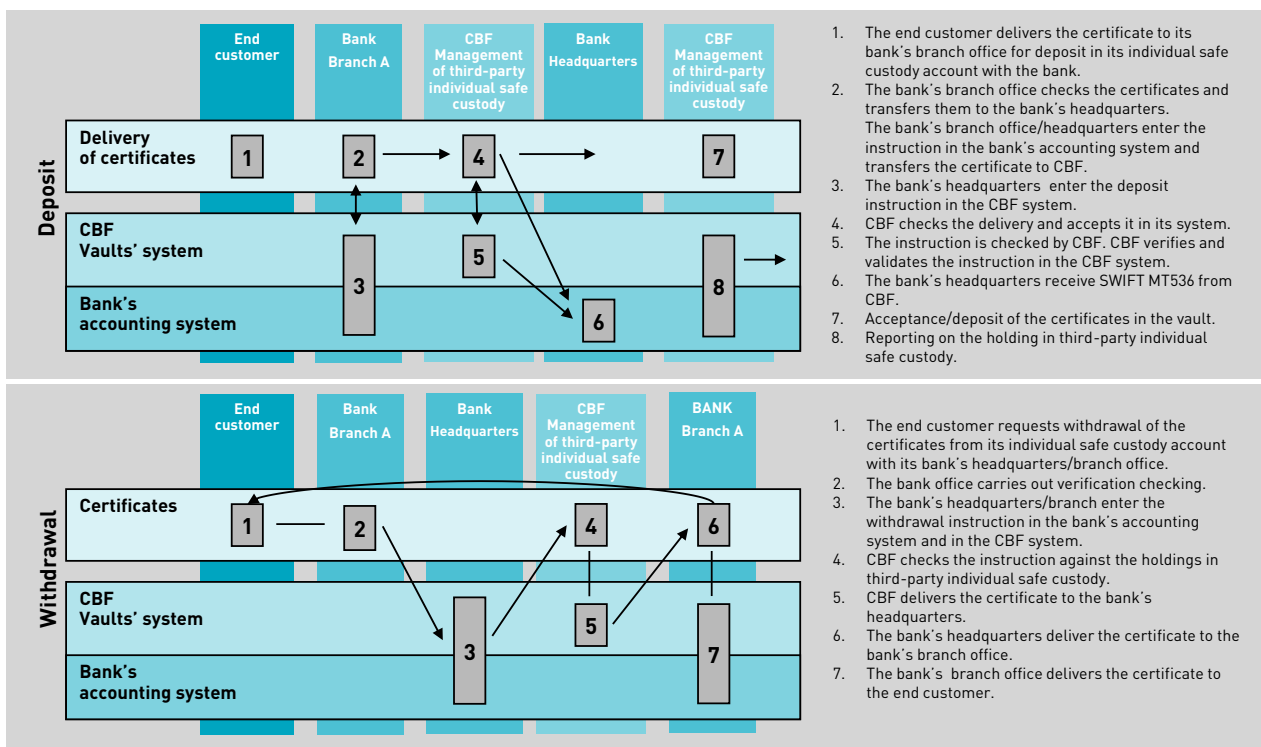 End
customer
Bank
Branch A
CBF
Management
of third-party
individual safe
custody
Bank
Headquarters
CBF
Management
of third-party
individual safe
custody
Deposit
Delivery
of certificates
1
2
4
7
CBF
Vaults’ system
3
5
8
Bank’s
accounting system
6
1. The end customer delivers the certificate to its
bank’s branch office for deposit in its individual safe
custody account with the bank.
2. The bank’s branch office checks the certificates and
transfers them to the bank’s headquarters.
The bank’s branch office/headquarters enter the
instruction in the bank’s accounting system and
transfers the certificate to CBF.
3. The bank’s headquarters enter the deposit
instruction in the CBF system.
4. CBF checks the delivery and accepts it in its system.
5. The instruction is checked by CBF. CBF verifies and
validates the instruction in the CBF system.
6. The bank’s headquarters receive SWIFT MT536 from
CBF.
7. Acceptance/deposit of the certificates in the vault.
8. Reporting on the holding in third-party individual
safe custody.
End
customer
Bank
Branch A
Bank
Headquarters
CBF
Management
of third-party
individual safe
custody
BANK
Branch A
Withdrawal
Certificates
1
2
4
6
CBF
Vaults’ system
3
5
7
Bank’s
accounting system
1. The end customer requests withdrawal of the
certificates from its individual safe custody account
with its bank’s headquarters/branch office.
2. The bank office carries out verification checking.
3. The bank’s headquarters/branch enter the
withdrawal instruction in the bank’s accounting
system and in the CBF system.
4. CBF checks the instruction against the holdings in
third-party individual safe custody.
5. CBF delivers the certificate to the bank’s
headquarters.
6. The bank’s headquarters deliver the certificate to the
bank’s branch office.
7. The bank’s branch office delivers the certificate to
the end customer.